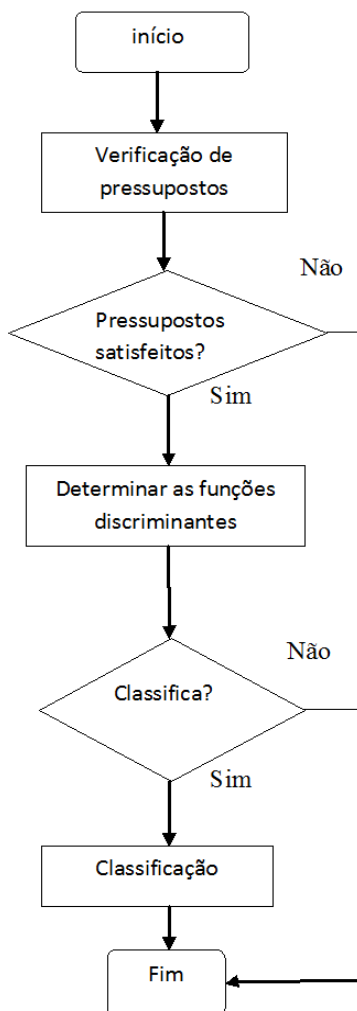 início
Verificação de
pressupostos
Não
Pressupostos
satisfeitos?
Sim
Determinar as funções
discriminantes
Não
Classifica?
Sim
Classificação
Fim